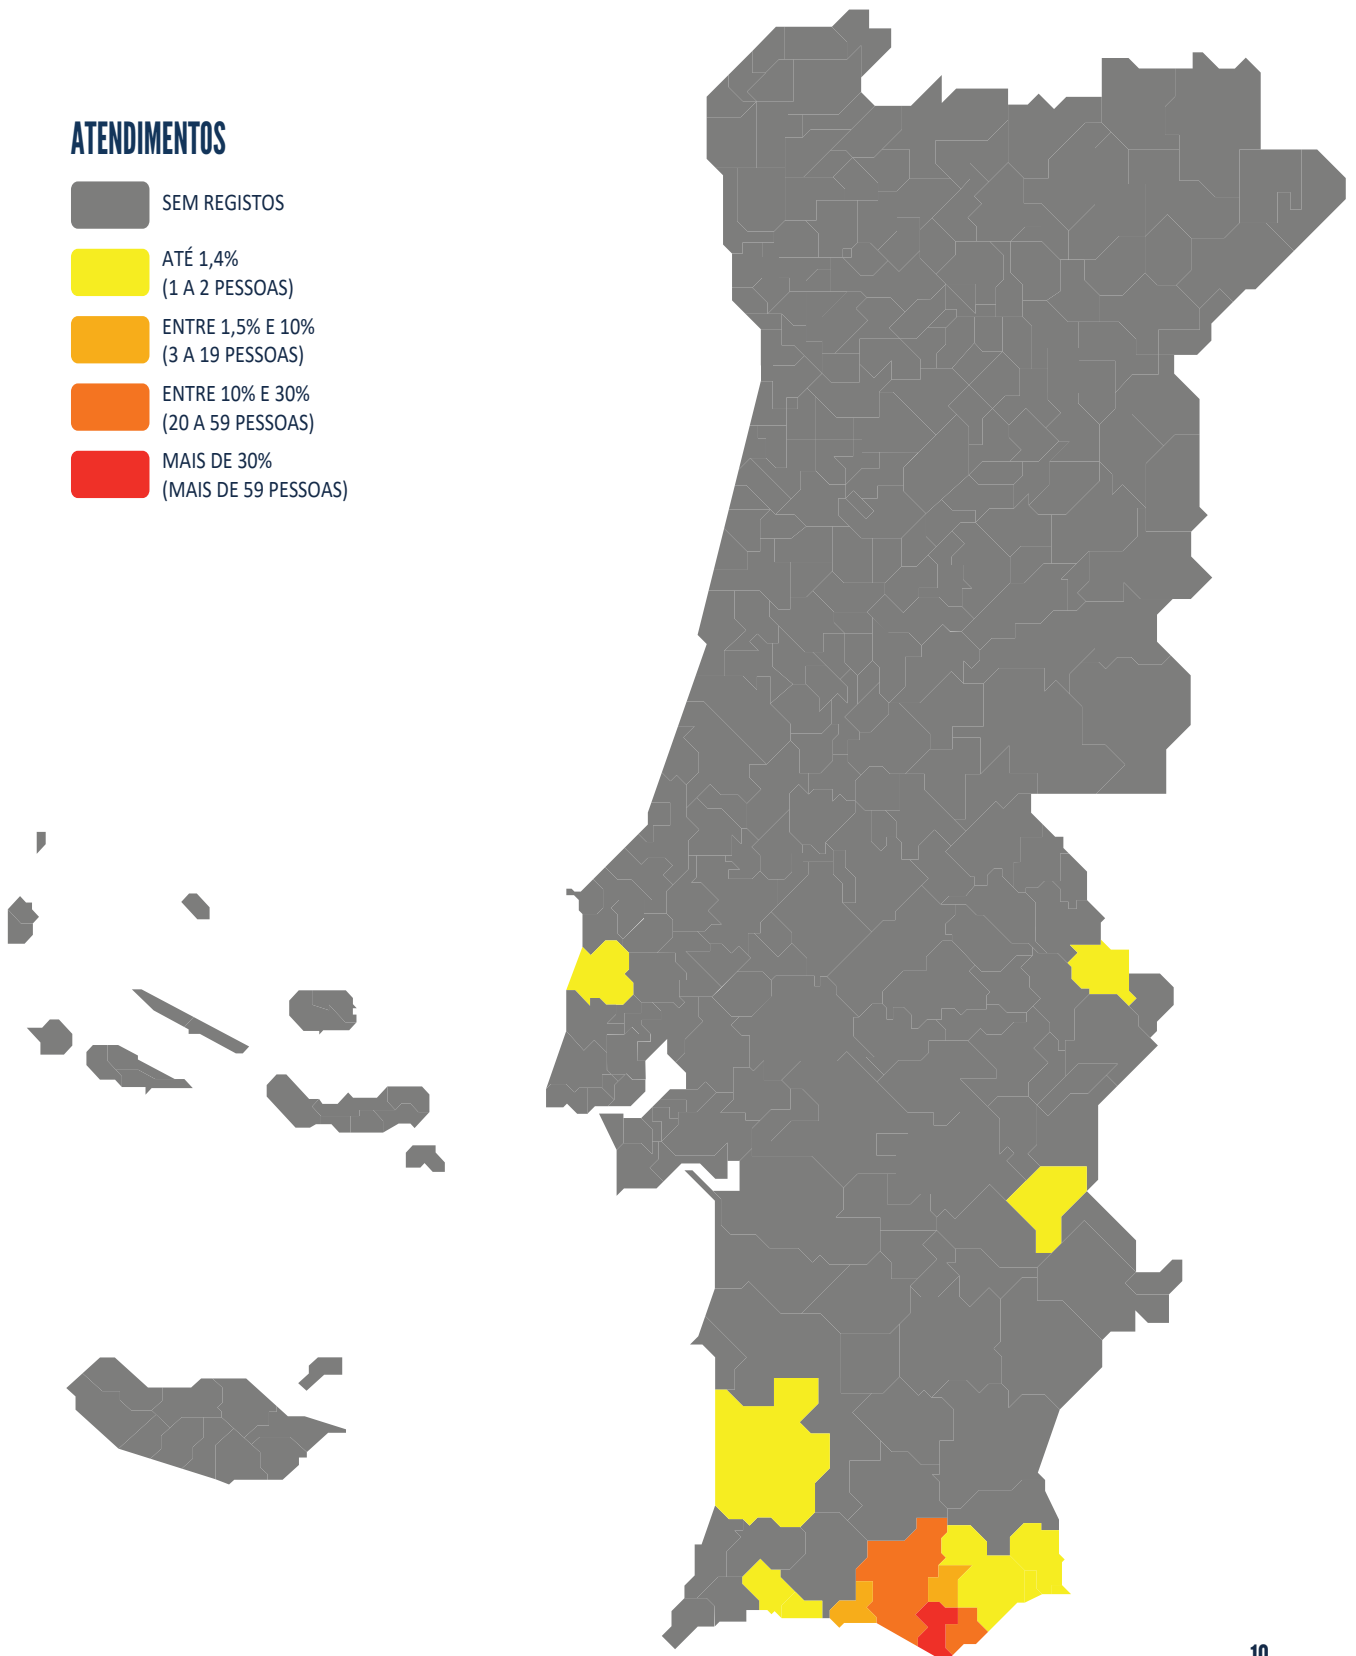 ATENDIMENTOS
SEM REGISTOS
ATÉ 1,4%
(1 A 2 PESSOAS)
ENTRE 1,5% E 10%
(3 A 19 PESSOAS)
ENTRE 10% E 30%
(20 A 59 PESSOAS)
MAIS DE 30%
(MAIS DE 59 PESSOAS)
10